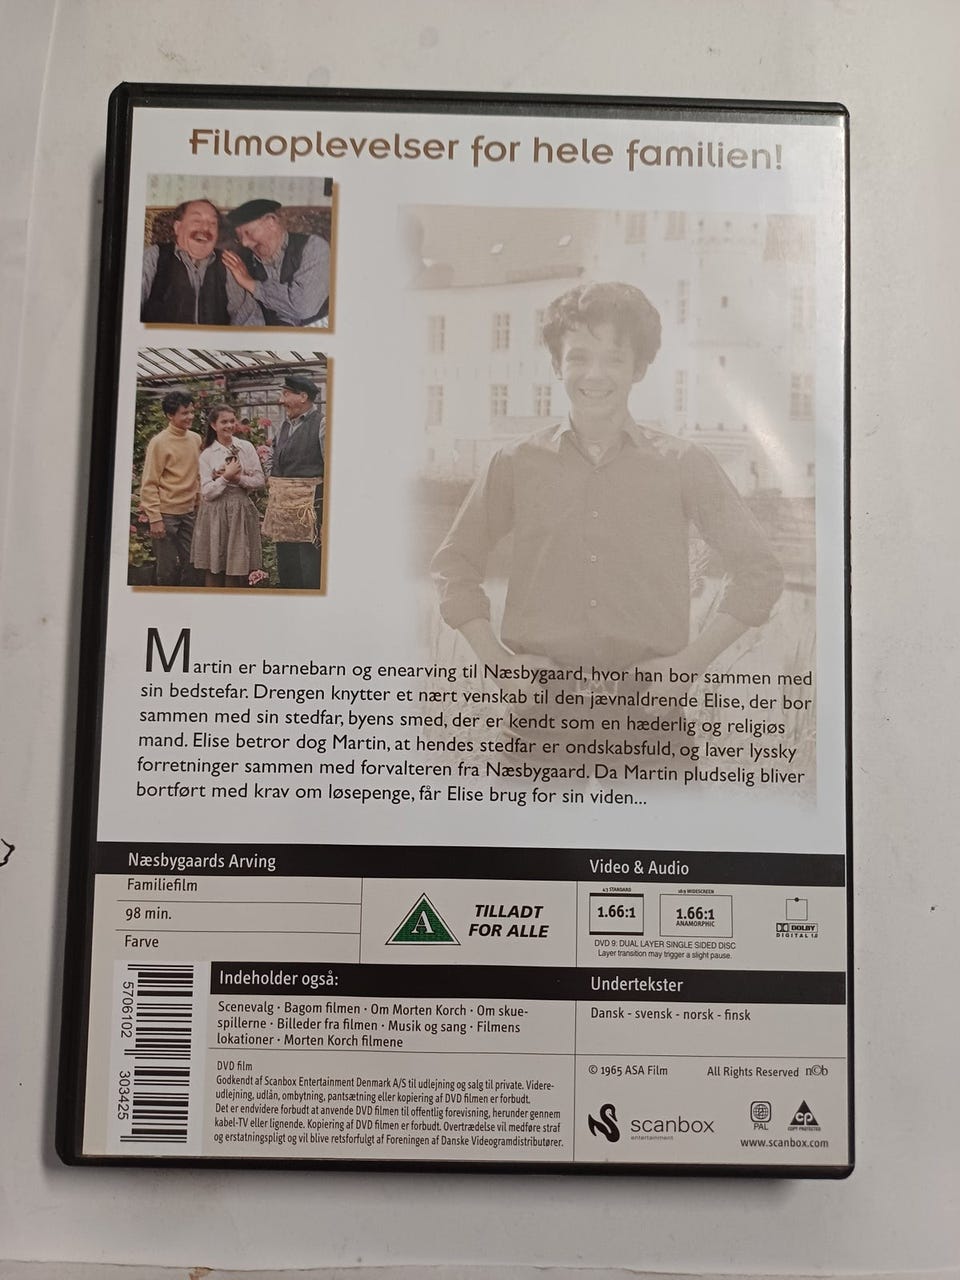 Filmoplevelser for hele familien!
Martin er barnebarn og enearving til Næsbygaard, hvor han bor sammen med
sin bedstefar. Drengen knytter et nært venskab til den jævnaldrende Elise, der bor
sammen med sin stedfar, byens smed, der er kendt som en hæderlig og religiøs
mand. Elise betror dog Martin, at hendes stedfar er ondskabsfuld, og laver lyssky
forretninger sammen med forvalteren fra Næsbygaard. Da Martin pludselig bliver
bortført med krav om løsepenge, får Elise brug for sin viden...
Næsbygaards Arving
Familiefilm
98 min.
Farve
A
TILLADT
FOR ALLE
Video & Audio
4:3 STANDARD
1.66:1
16:9 WIDESCREEN
1.66:1
ANAMORPHIC
DOLBY
DIGITAL 1.0
DVD 9: DUAL LAYER SINGLE SIDED DISC
Layer transition may trigger a slight pause.
5706102 303425
Indeholder også:
Scenevalg · Bagom filmen · Om Morten Korch · Om skue-
spillerne · Billeder fra filmen · Musik og sang · Filmens
lokationer · Morten Korch filmene
Undertekster
Dansk - svensk - norsk - finsk
DVD film
Godkendt af Scanbox Entertainment Denmark A/S til udlejning og salg til private. Videre-
udlejning, udlån, ombytning, pantsætning eller kopiering af DVD filmen er forbudt.
Det er endvidere forbudt at anvende DVD filmen til offentlig forevisning, herunder gennem
kabel-TV eller lignende. Kopiering af DVD filmen er forbudt. Overtrædelse vil medføre straf
og erstatningspligt og vil blive retsforfulgt af Foreningen af Danske Videogramdistributører.
© 1965 ASA Film
All Rights Reserved n©b
scanbox
entertainment
PAL
CP
COPY PROTECTED
www.scanbox.com